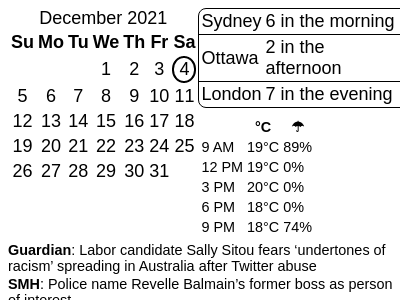 December 2021
Su Mo Tu We Th Fr Sa
1 2 3 4
5 6 7 8 9 10 11
12 13 14 15 16 17 18
19 20 21 22 23 24 25
26 27 28 29 30 31
Sydney 6 in the morning
Ottawa 2 in the
afternoon
London 7 in the evening
°C ☂
9 AM 19°C 89%
12 PM 19°C 0%
3 PM 20°C 0%
6 PM 18°C 0%
9 PM 18°C 74%
Guardian: Labor candidate Sally Sitou fears ‘undertones of
racism’ spreading in Australia after Twitter abuse
SMH: Police name Revelle Balmain’s former boss as person
of interest